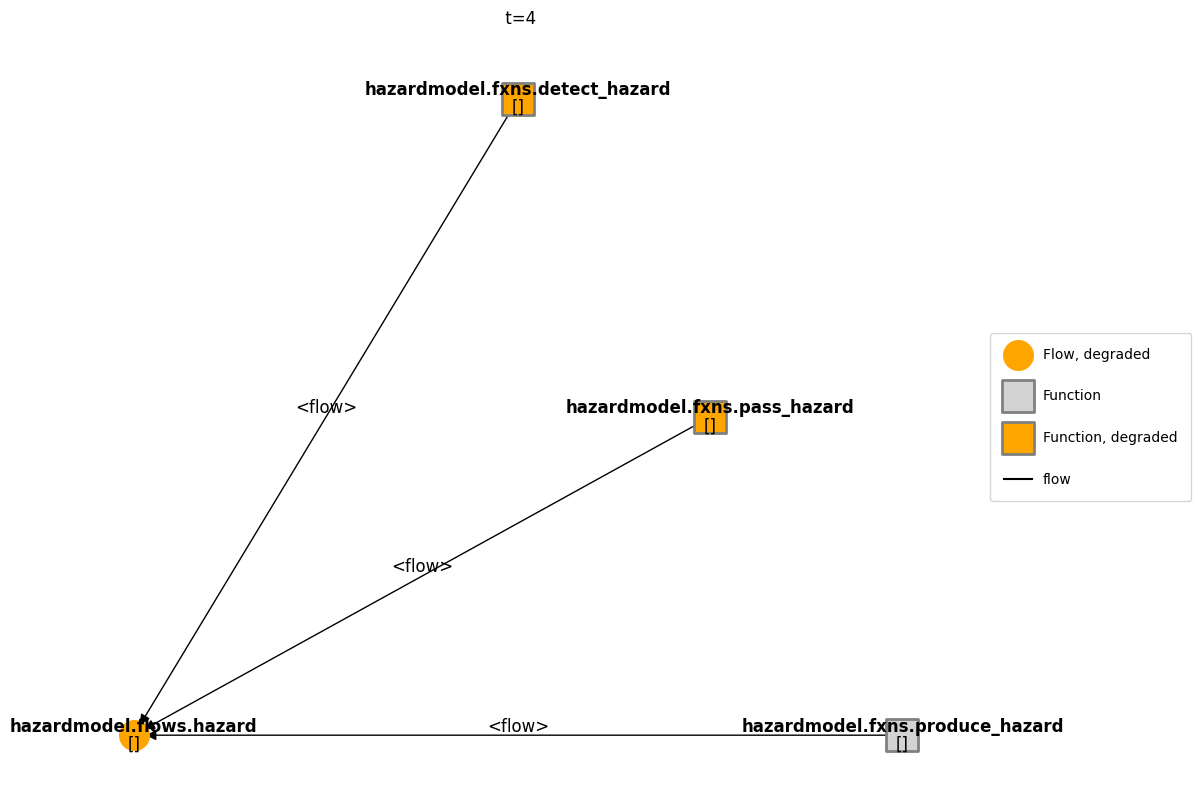 t=4
hazardmodel.fxns.detect_hazard
[]
<flow>
hazardmodel.fxns.pass_hazard
[]
<flow>
hazardmodel.flows.hazard
[]
<flow>
hazardmodel.fxns.produce_hazard
[]
Flow, degraded
Function
Function, degraded
flow